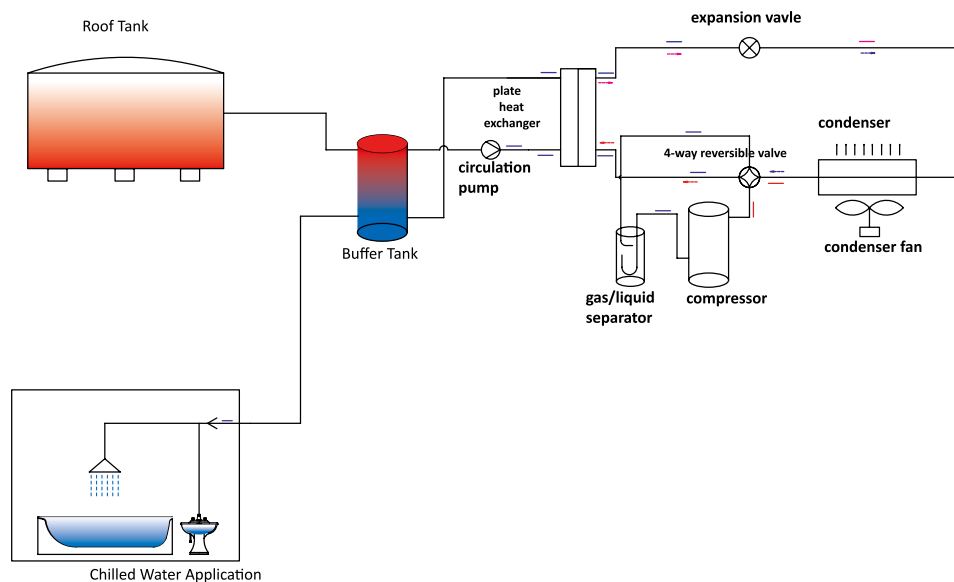 Roof Tank
expansion vavle
plate
heat
exchanger
condenser
circulation
pump
4-way reversible valve
Buffer Tank
condenser fan
gas/liquid
separator
compressor
Chilled Water Application